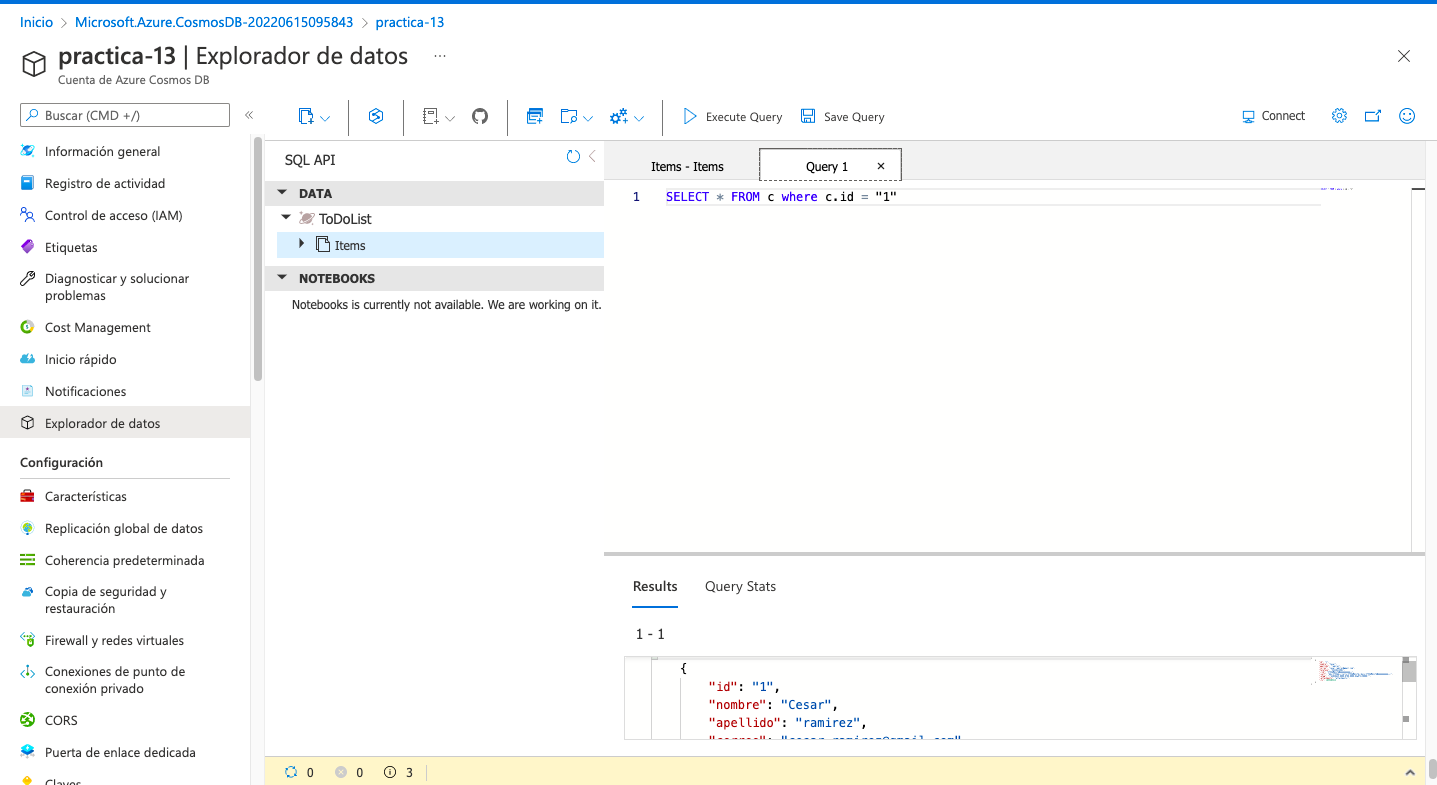 Inicio > Microsoft.Azure.CosmosDB-20220615095843 > practica-13
practica-13 | Explorador de datos ...
Cuenta de Azure Cosmos DB
Buscar (CMD +/)
«
Execute Query
Save Query
Connect
Información general
Registro de actividad
Control de acceso (IAM)
Etiquetas
Diagnosticar y solucionar
problemas
Cost Management
Inicio rápido
Notificaciones
Explorador de datos
Configuración
Características
Replicación global de datos
Coherencia predeterminada
Copia de seguridad y
restauración
Firewall y redes virtuales
Conexiones de punto de
conexión privado
CORS
Puerta de enlace dedicada
Claves
SQL API
DATA
ToDoList
Items
NOTEBOOKS
Notebooks is currently not available. We are working on it.
Items - Items
Query 1
1 SELECT * FROM c where c.id = "1"
Results
Query Stats
1 - 1
{
"id": "1",
"nombre": "Cesar",
"apellido": "ramirez",
"correo": "cesar.ramirez@gmail.com"
0 0 3